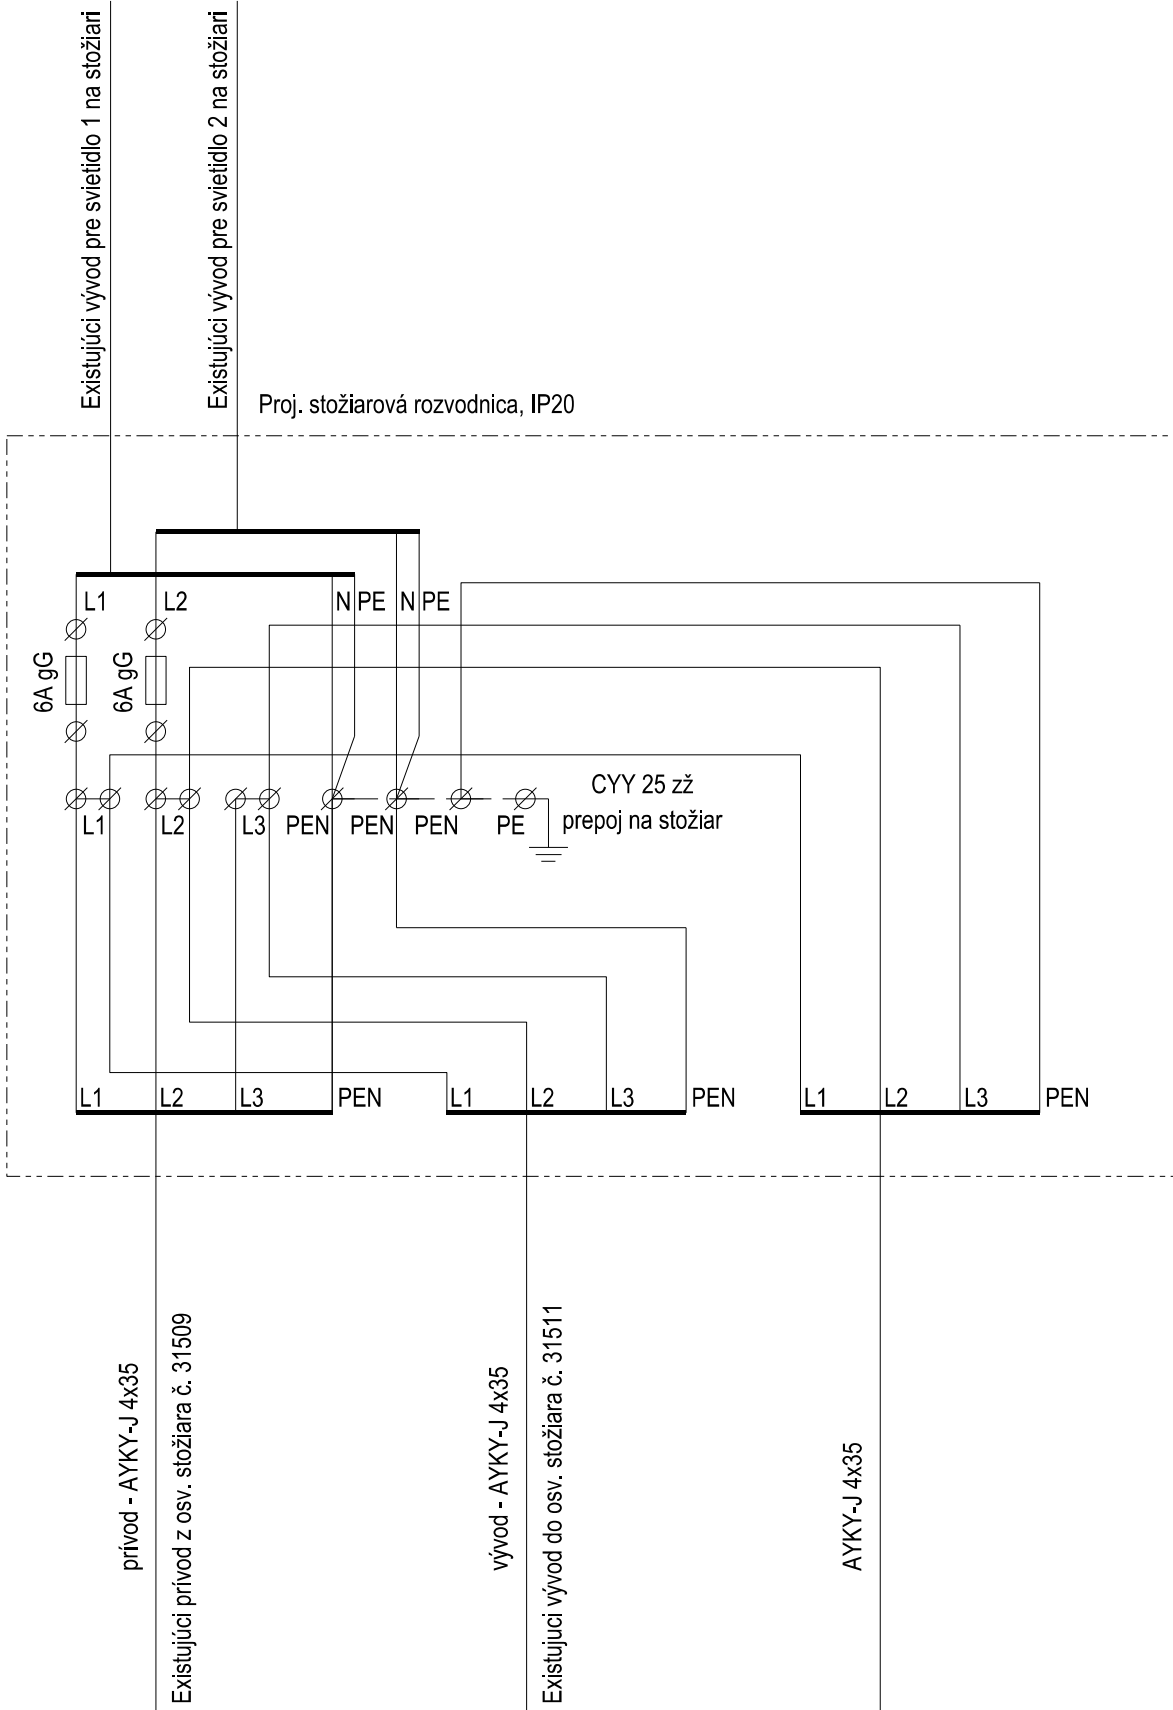 Existujúci vývod pre svietidlo 1 na stožiari
Existujúci vývod pre svietidlo 2 na stožiari
Proj. stožiarová rozvodnica, IP20
L1
L2
N PE
N PE
6A gG
6A gG
CYY 25 zž
prepoj na stožiar
L1
L2
L3
PEN
PEN
PEN
PE
L1
L2
L3
PEN
L1
L2
L3
PEN
L1
L2
L3
PEN
prívod - AYKY-J 4x35
Existujúci prívod z osv. stožiara č. 31509
vývod - AYKY-J 4x35
Existujuci vývod do osv. stožiara č. 31511
AYKY-J 4x35